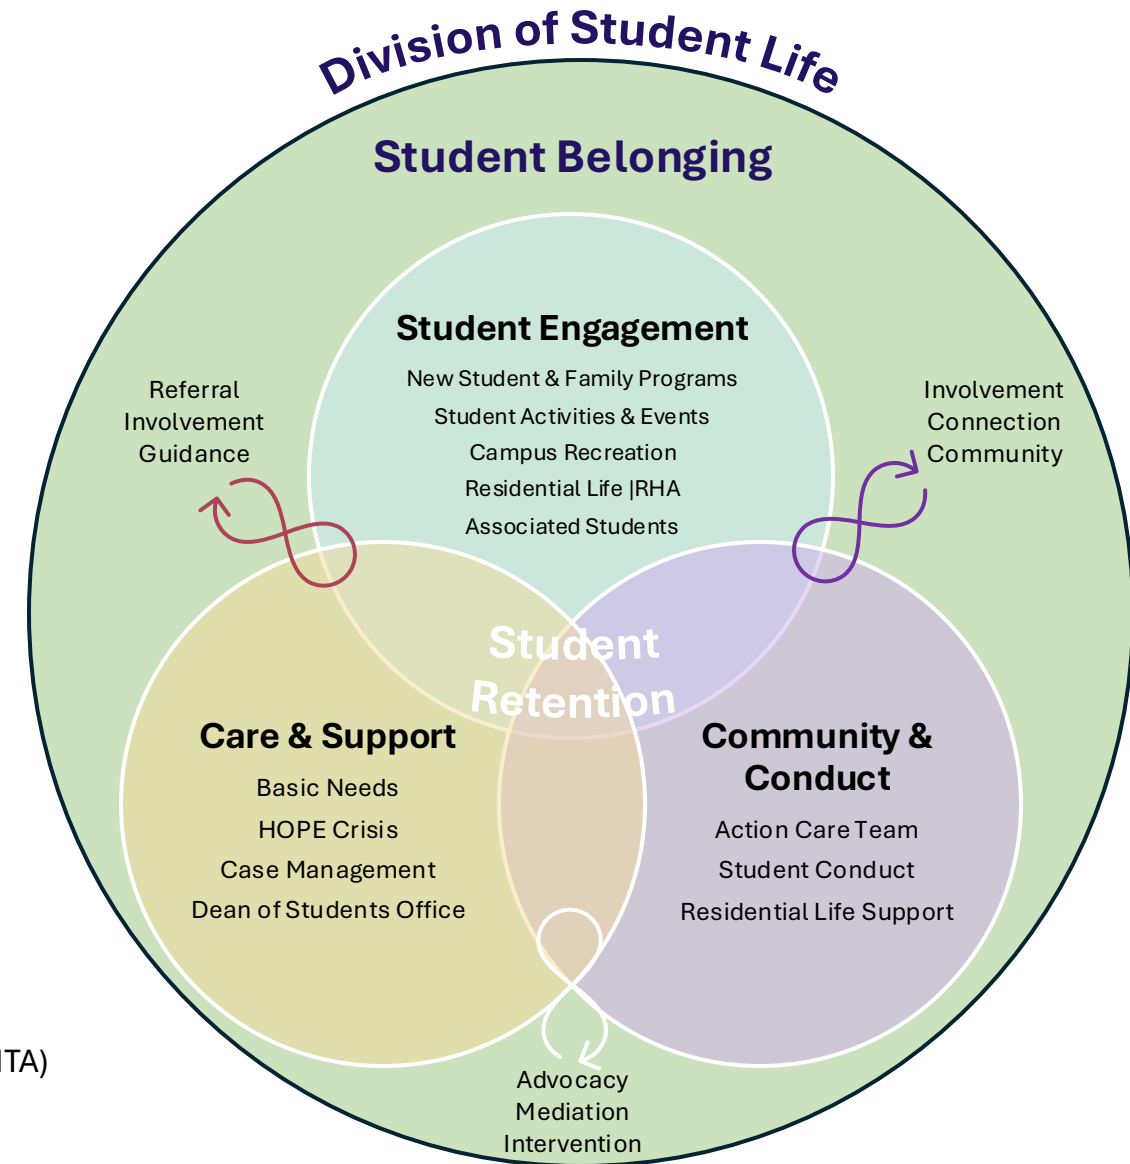 Division of Student Life
Student Belonging
Student Engagement
New Student & Family Programs
Student Activities & Events
Campus Recreation
Residential Life |RHA
Associated Students
Referral
Involvement
Guidance
Involvement
Connection
Community
Student
Retention
Care & Support
Basic Needs
HOPE Crisis
Case Management
Dean of Students Office
Community &
Conduct
Action Care Team
Student Conduct
Residential Life Support
Advocacy
Mediation
Intervention